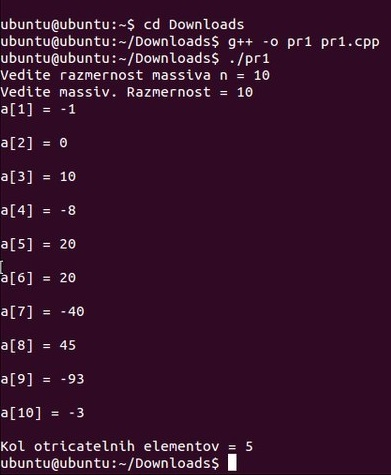 ubuntu@ubuntu:~$ cd Downloads
ubuntu@ubuntu:~/Downloads$ g++ -o pr1 pr1.cpp
ubuntu@ubuntu:~/Downloads$ ./pr1
Vedite razmernost massiva n = 10
Vedite massiv. Razmernost = 10
a[1] = -1
a[2] = 0
a[3] = 10
a[4] = -8
a[5] = 20
a[6] = 20
a[7] = -40
a[8] = 45
a[9] = -93
a[10] = -3
Kol otricatelnih elementov = 5
ubuntu@ubuntu:~/Downloads$